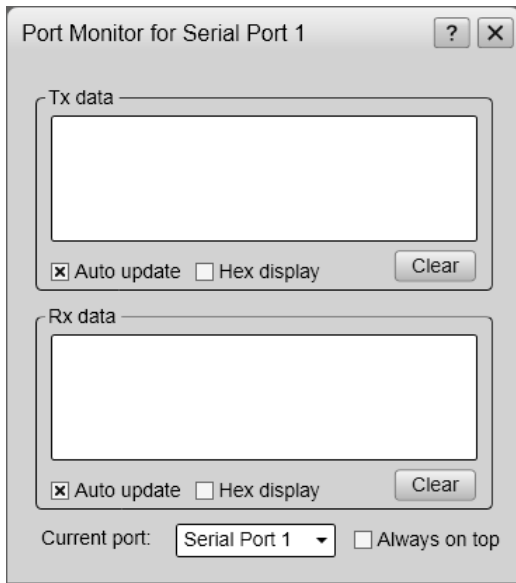 Port Monitor for Serial Port 1 ?
Tx data
Auto update Hex display Clear
Rx data
Auto update Hex display Clear
Current port: Serial Port 1 Always on top